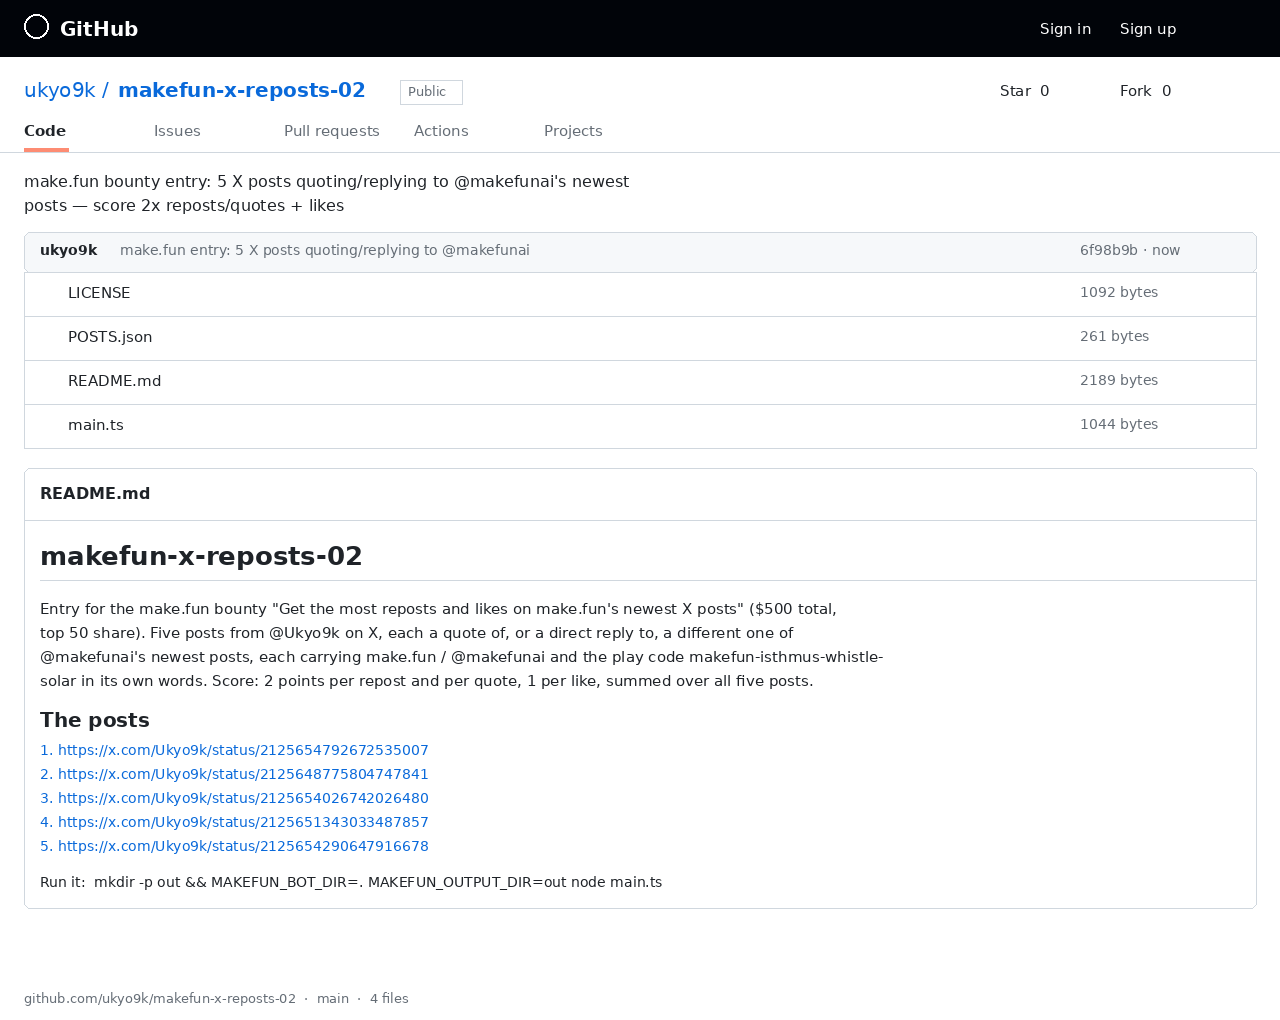 GitHub
Sign in
Sign up
ukyo9k / makefun-x-reposts-02
Public
Star 0
Fork 0
Code
Issues
Pull requests
Actions
Projects
make.fun bounty entry: 5 X posts quoting/replying to @makefunai's newest
posts — score 2x reposts/quotes + likes
ukyo9k make.fun entry: 5 X posts quoting/replying to @makefunai 6f98b9b · now
LICENSE 1092 bytes
POSTS.json 261 bytes
README.md 2189 bytes
main.ts 1044 bytes
README.md
makefun-x-reposts-02
Entry for the make.fun bounty "Get the most reposts and likes on make.fun's newest X posts" ($500 total,
top 50 share). Five posts from @Ukyo9k on X, each a quote of, or a direct reply to, a different one of
@makefunai's newest posts, each carrying make.fun / @makefunai and the play code makefun-isthmus-whistle-
solar in its own words. Score: 2 points per repost and per quote, 1 per like, summed over all five posts.
The posts
1. https://x.com/Ukyo9k/status/2125654792672535007
2. https://x.com/Ukyo9k/status/2125648775804747841
3. https://x.com/Ukyo9k/status/2125654026742026480
4. https://x.com/Ukyo9k/status/2125651343033487857
5. https://x.com/Ukyo9k/status/2125654290647916678
Run it: mkdir -p out && MAKEFUN_BOT_DIR=. MAKEFUN_OUTPUT_DIR=out node main.ts
github.com/ukyo9k/makefun-x-reposts-02 · main · 4 files